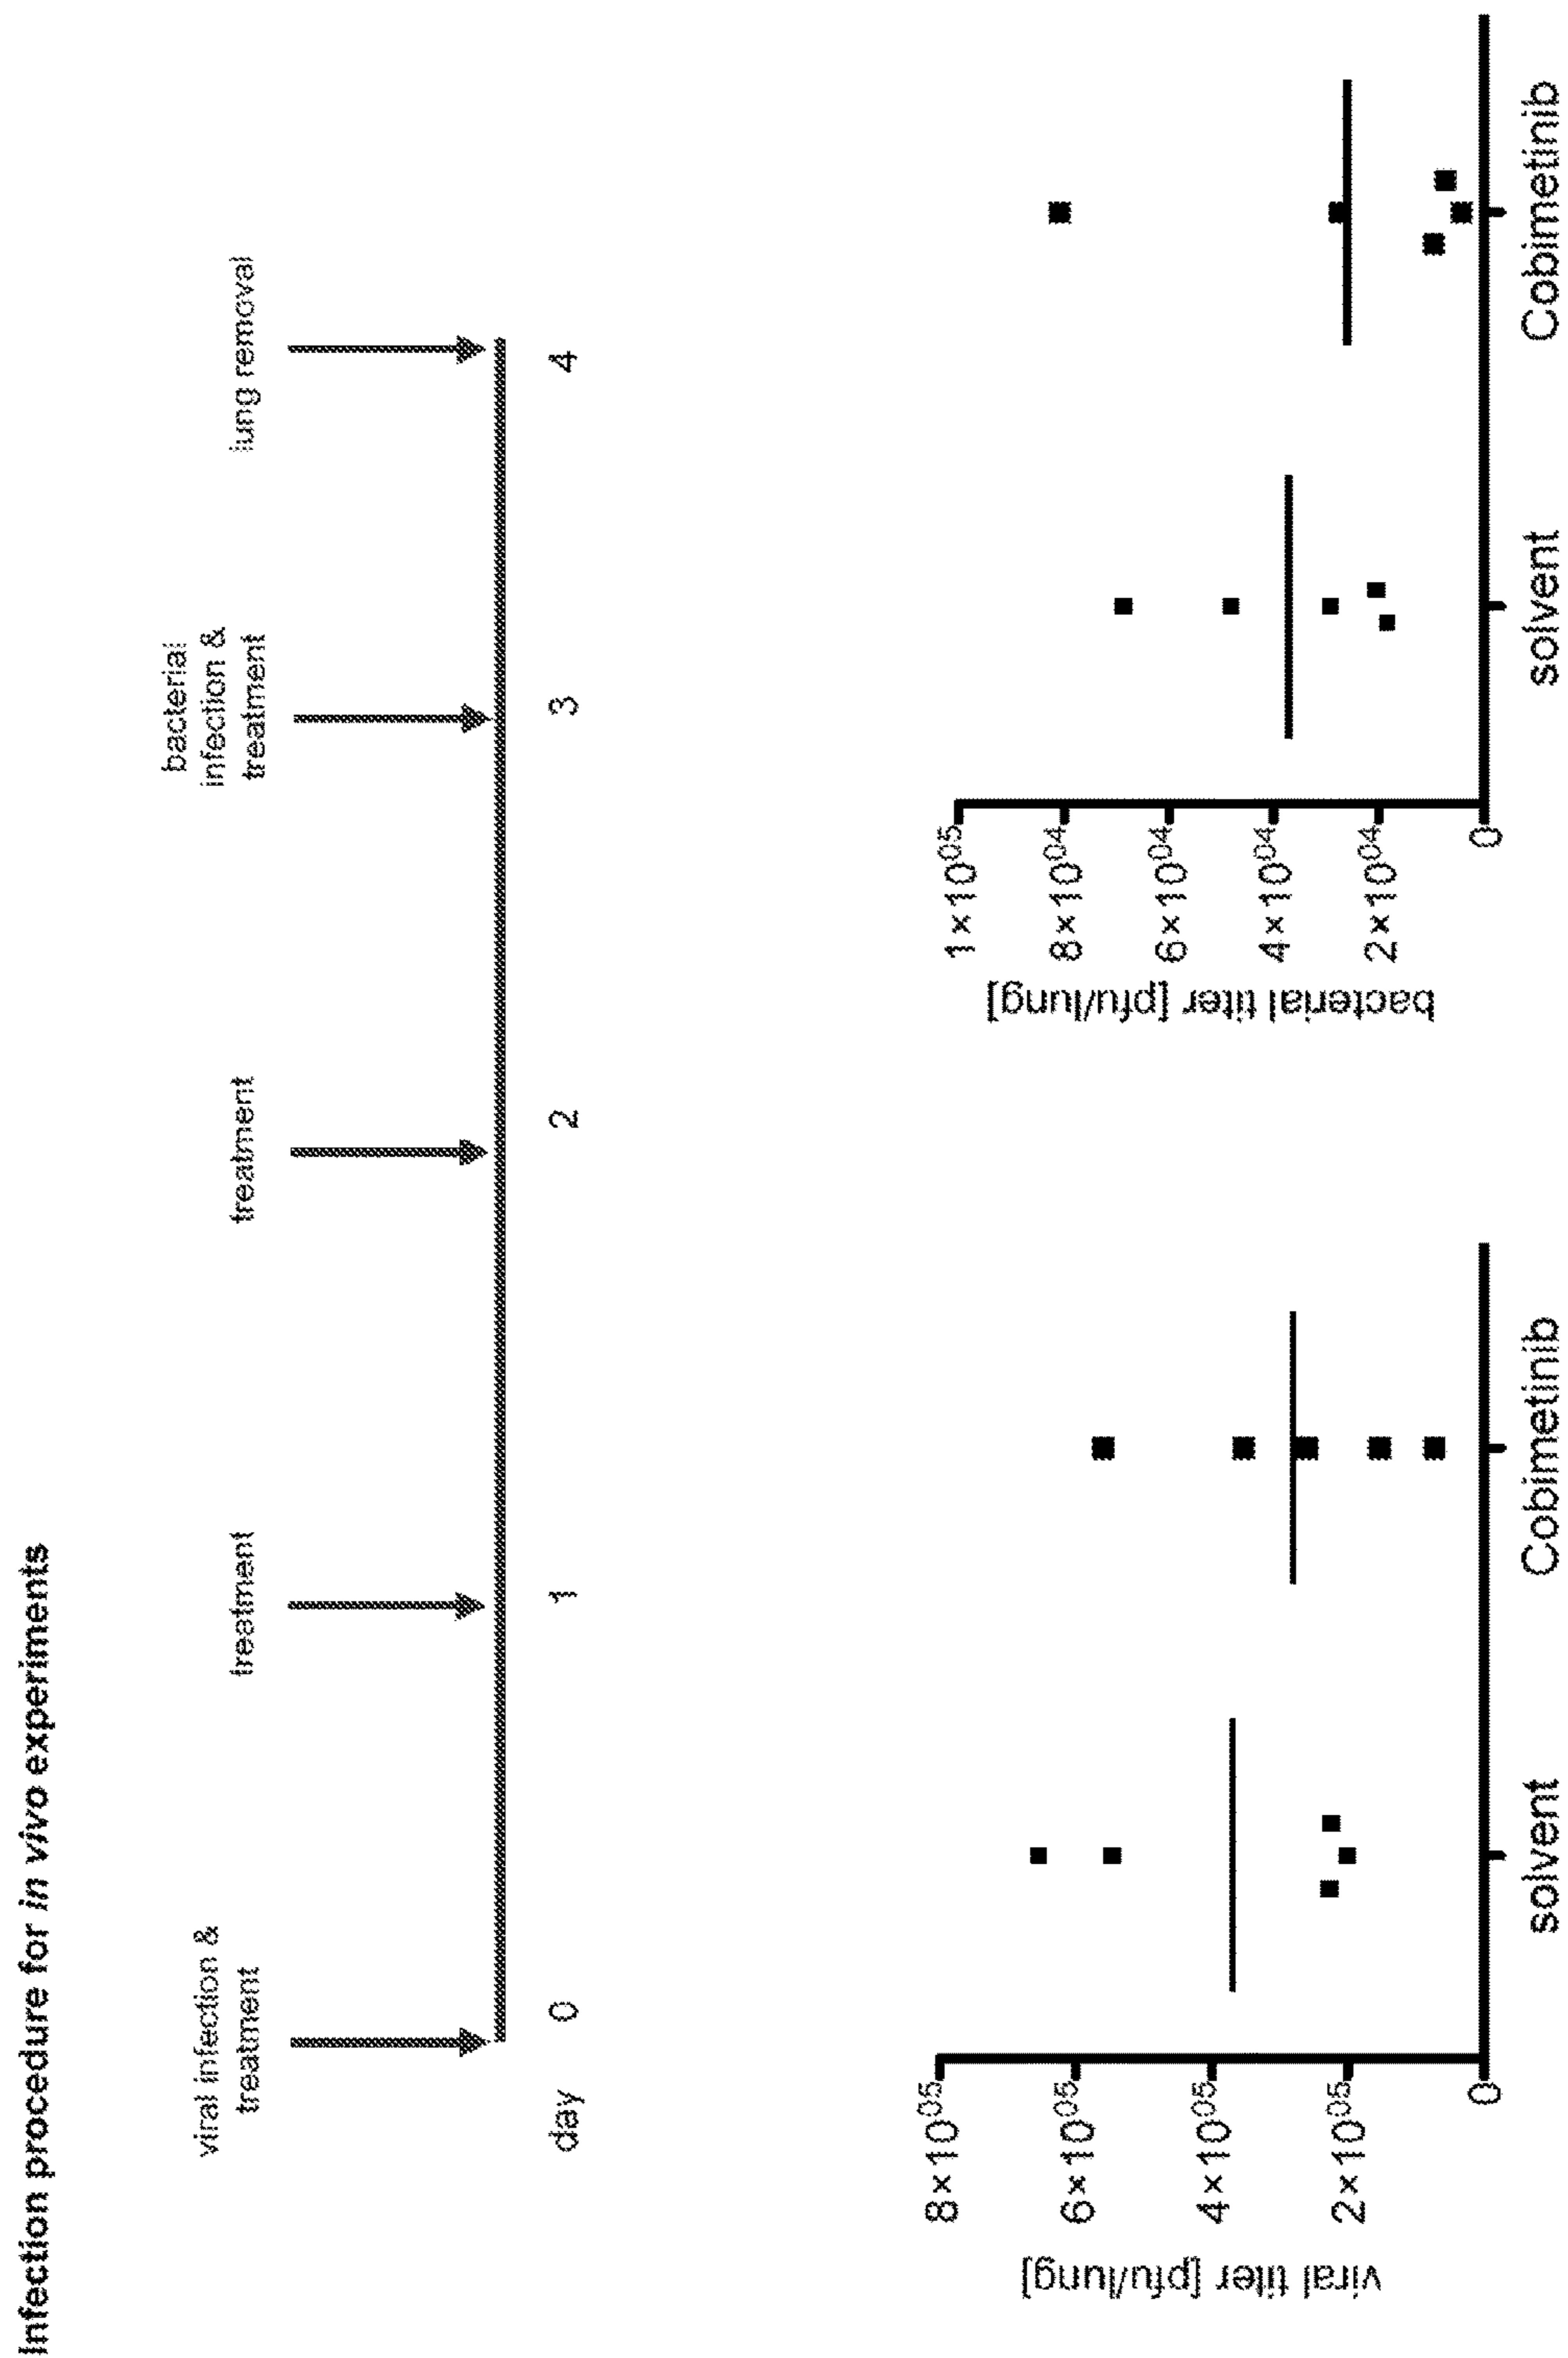 Infection procedure for in vivo experiments
viral infection &
treatment
treatment
treatment
bacterial
infection &
treatment
lung removal
day 0 1 2 3 4
viral titer [pfu/lung]
8×10⁰⁵
6×10⁰⁵
4×10⁰⁵
2×10⁰⁵
0
solvent Cobimetinib
bacterial titer [pfu/lung]
1×10⁰⁵
8×10⁰⁴
6×10⁰⁴
4×10⁰⁴
2×10⁰⁴
0
solvent Cobimetinib